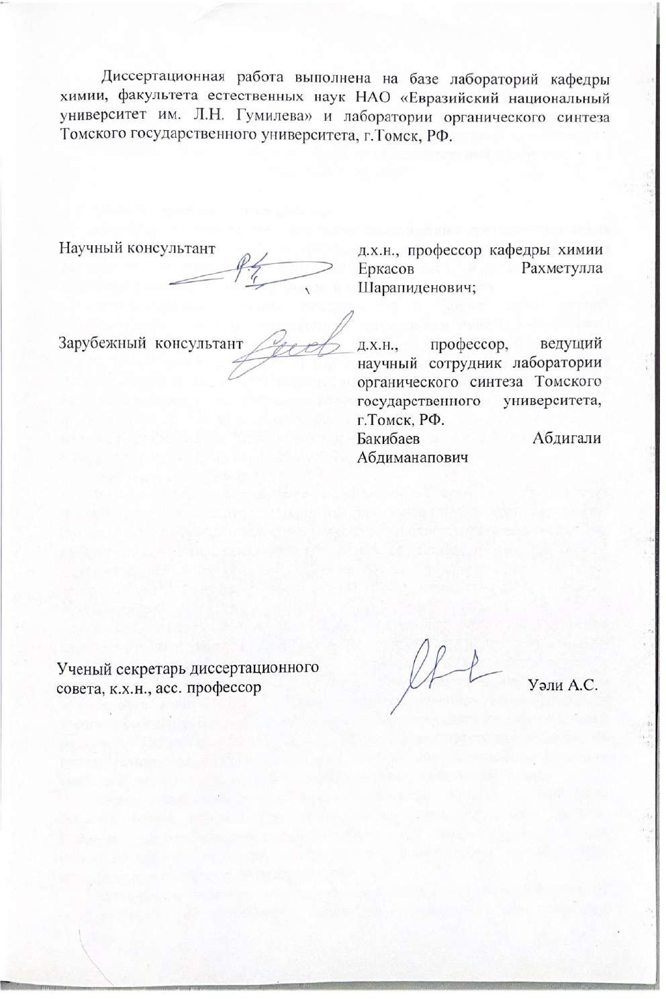 Диссертационная работа выполнена на базе лабораторий кафедры
химии, факультета естественных наук НАО «Евразийский национальный
университет им. Л.Н. Гумилева» и лаборатории органического синтеза
Томского государственного университета, г.Томск, РФ.
Научный консультант
д.х.н., профессор кафедры химии
Еркасов Рахметулла
Шарапиденович;
Зарубежный консультант
д.х.н., профессор, ведущий
научный сотрудник лаборатории
органического синтеза Томского
государственного университета,
г.Томск, РФ.
Бакибаев Абдигали
Абдиманапович
Ученый секретарь диссертационного
совета, к.х.н., асс. профессор
Уәли А.С.